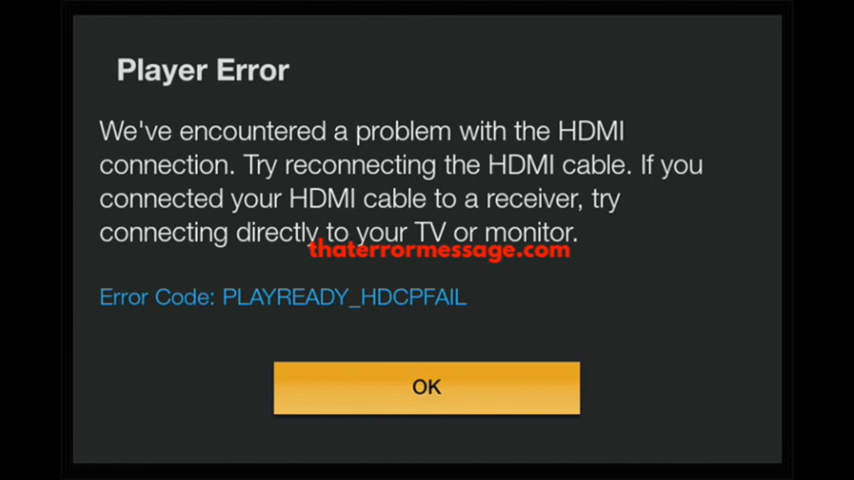 Player Error
We've encountered a problem with the HDMI
connection. Try reconnecting the HDMI cable. If you
connected your HDMI cable to a receiver, try
connecting directly to your TV or monitor.
thaterrormessage.com
Error Code: PLAYREADY_HDCPFAIL
OK